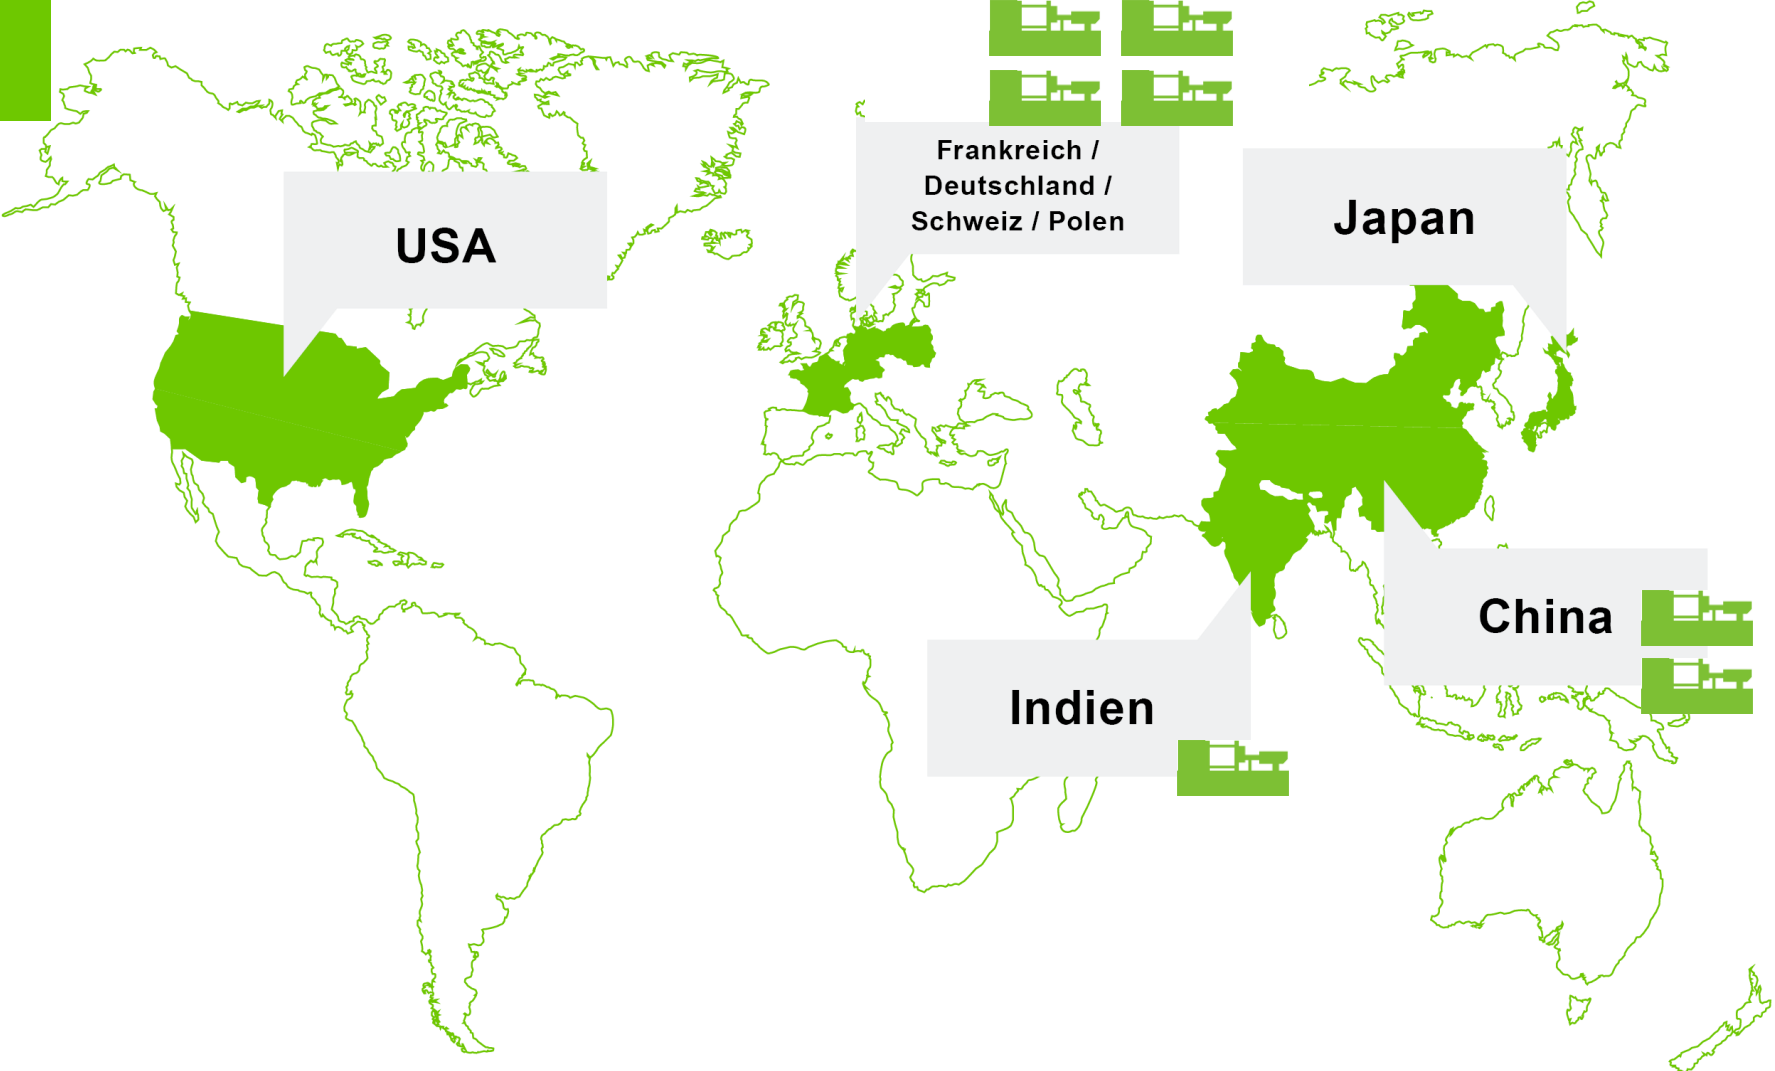 Frankreich /
Deutschland /
Schweiz / Polen
Japan
USA
China
Indien